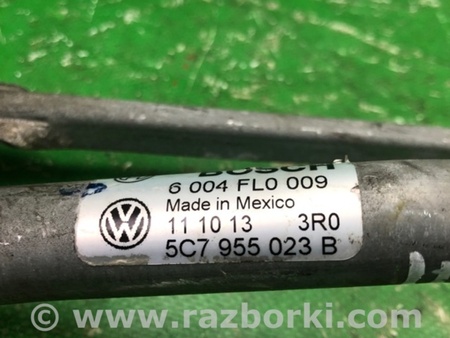 BOSCH
6 004 FL0 009
Made in Mexico
11 10 13 3R0
5C7 955 023 B
© www.razborki.com